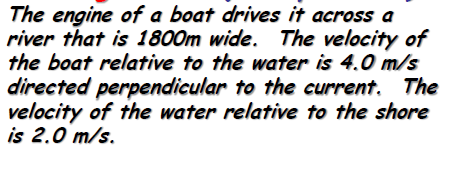 The engine of a boat drives it across a
river that is 1800m wide. The velocity of
the boat relative to the water is 4.0 m/s
directed perpendicular to the current. The
velocity of the water relative to the shore
is 2.0 m/s.